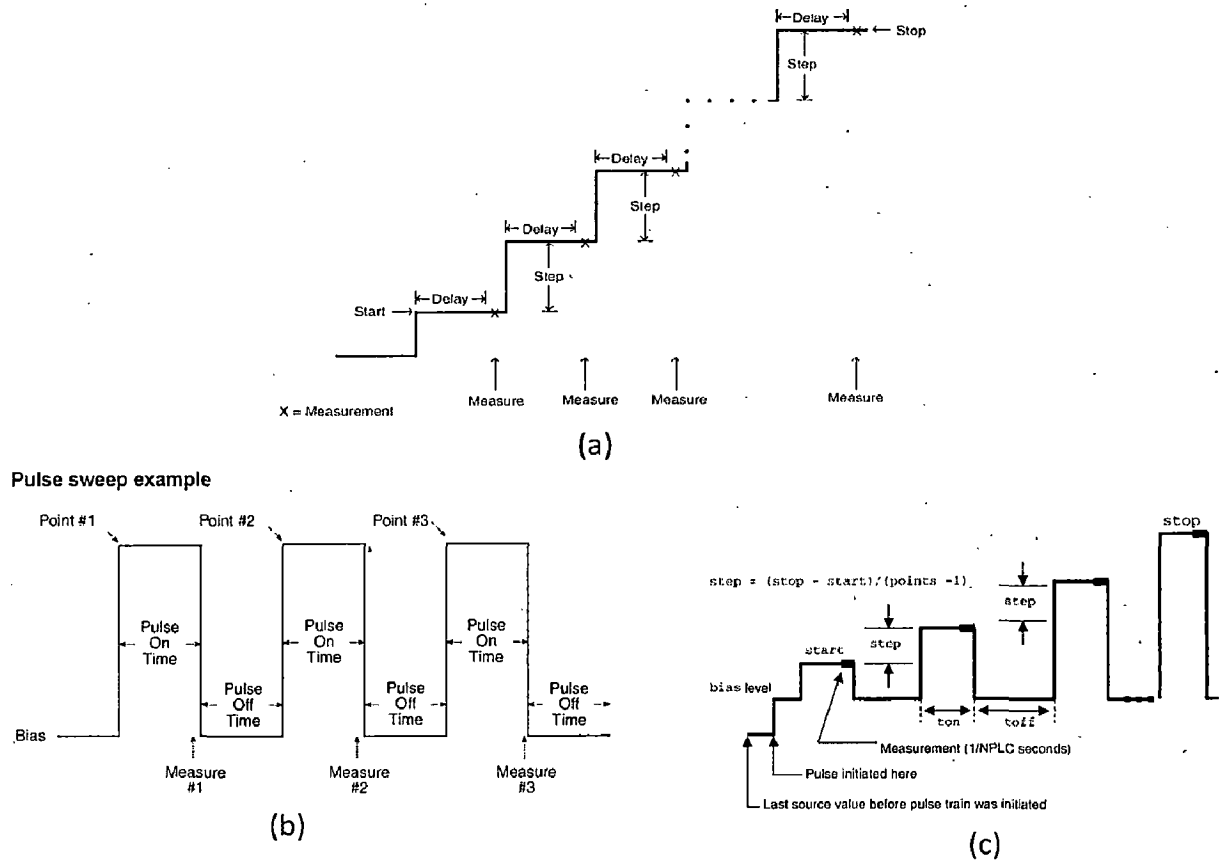 |← Delay →|
← Stop
Step
|← Delay →|
Step
|← Delay →|
Step
Start →
|← Delay →|
Measure
Measure
Measure
Measure
X = Measurement
(a)
Pulse sweep example
Point #1
Point #2
Point #3
Pulse
On
Time
Pulse
On
Time
Pulse
On
Time
Pulse
Off
Time
Pulse
Off
Time
Pulse
Off
Time
Bias
Measure
#1
Measure
#2
Measure
#3
(b)
stop
step = (stop - start)/(points -1)
step
start
step
bias level
ton
toff
Measurement (1/NPLC seconds)
Pulse initiated here
Last source value before pulse train was initiated
(c)